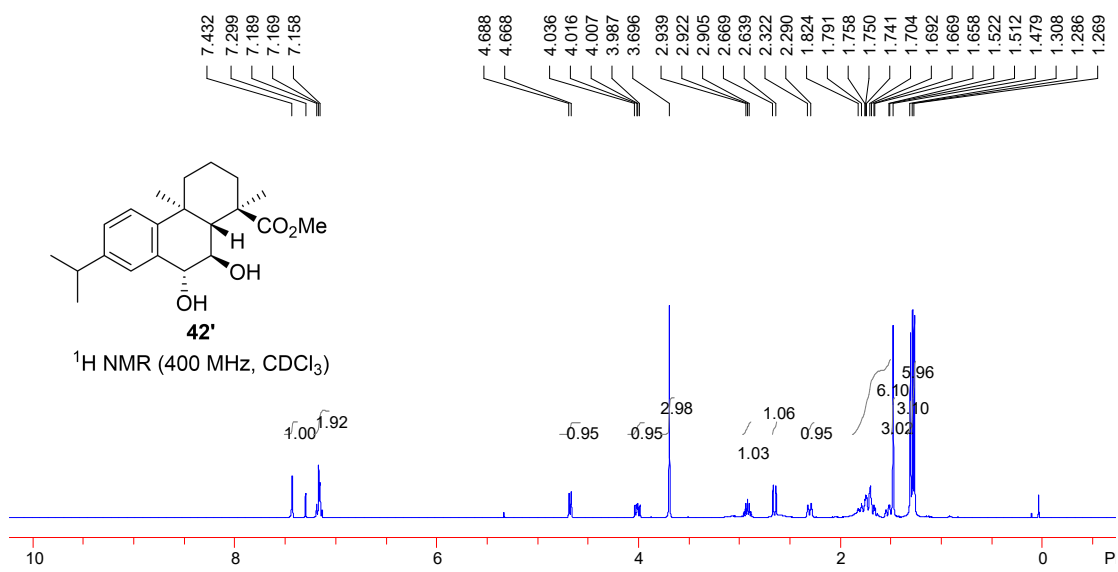 7.432 7.299 7.189 7.169 7.158 4.688 4.668 4.036 4.016 4.007 3.987 3.696 2.939 2.922 2.905 2.669 2.639 2.322 2.290 1.824 1.791 1.758 1.750 1.741 1.704 1.692 1.669 1.658 1.522 1.512 1.479 1.308 1.286 1.269
CO₂Me
H
OH
OH
42'
¹H NMR (400 MHz, CDCl₃)
5.96
6.10
2.98 3.10
1.06
1.92
3.02
1.00 0.95 0.95 0.95
1.03
10 8 6 4 2 0 P